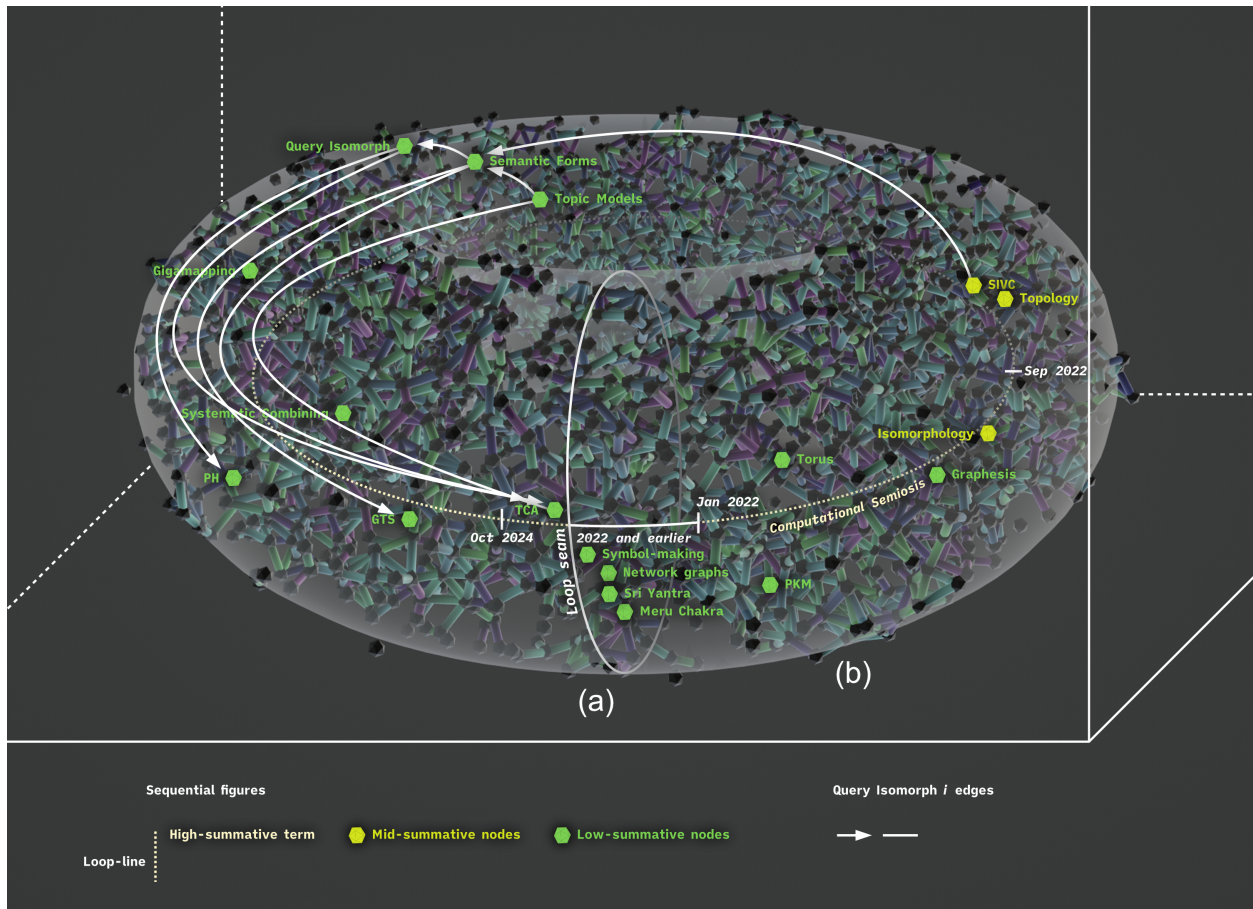 Query Isomorph
Semantic Forms
Topic Models
Gigamapping
SIVC
Topology
Sep 2022
Systematic Combining
Isomorphology
Torus
Graphesis
PH
Computational Semiosis
Jan 2022
TCA
GTS
Oct 2024
2022 and earlier
Loop seam
Symbol-making
Network graphs
PKM
Sri Yantra
Meru Chakra
(b)
(a)
Sequential figures
Query Isomorph i edges
High-summative term
Mid-summative nodes
Low-summative nodes
Loop-line